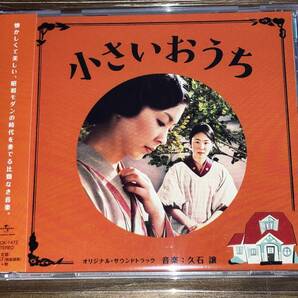 小さいおうち
懐かしくて美しい、昭和モダンの時代を奏でる比類なき音楽。
オリジナル・サウンドトラック 音楽：久石 譲
STEREO
UNIVERSAL